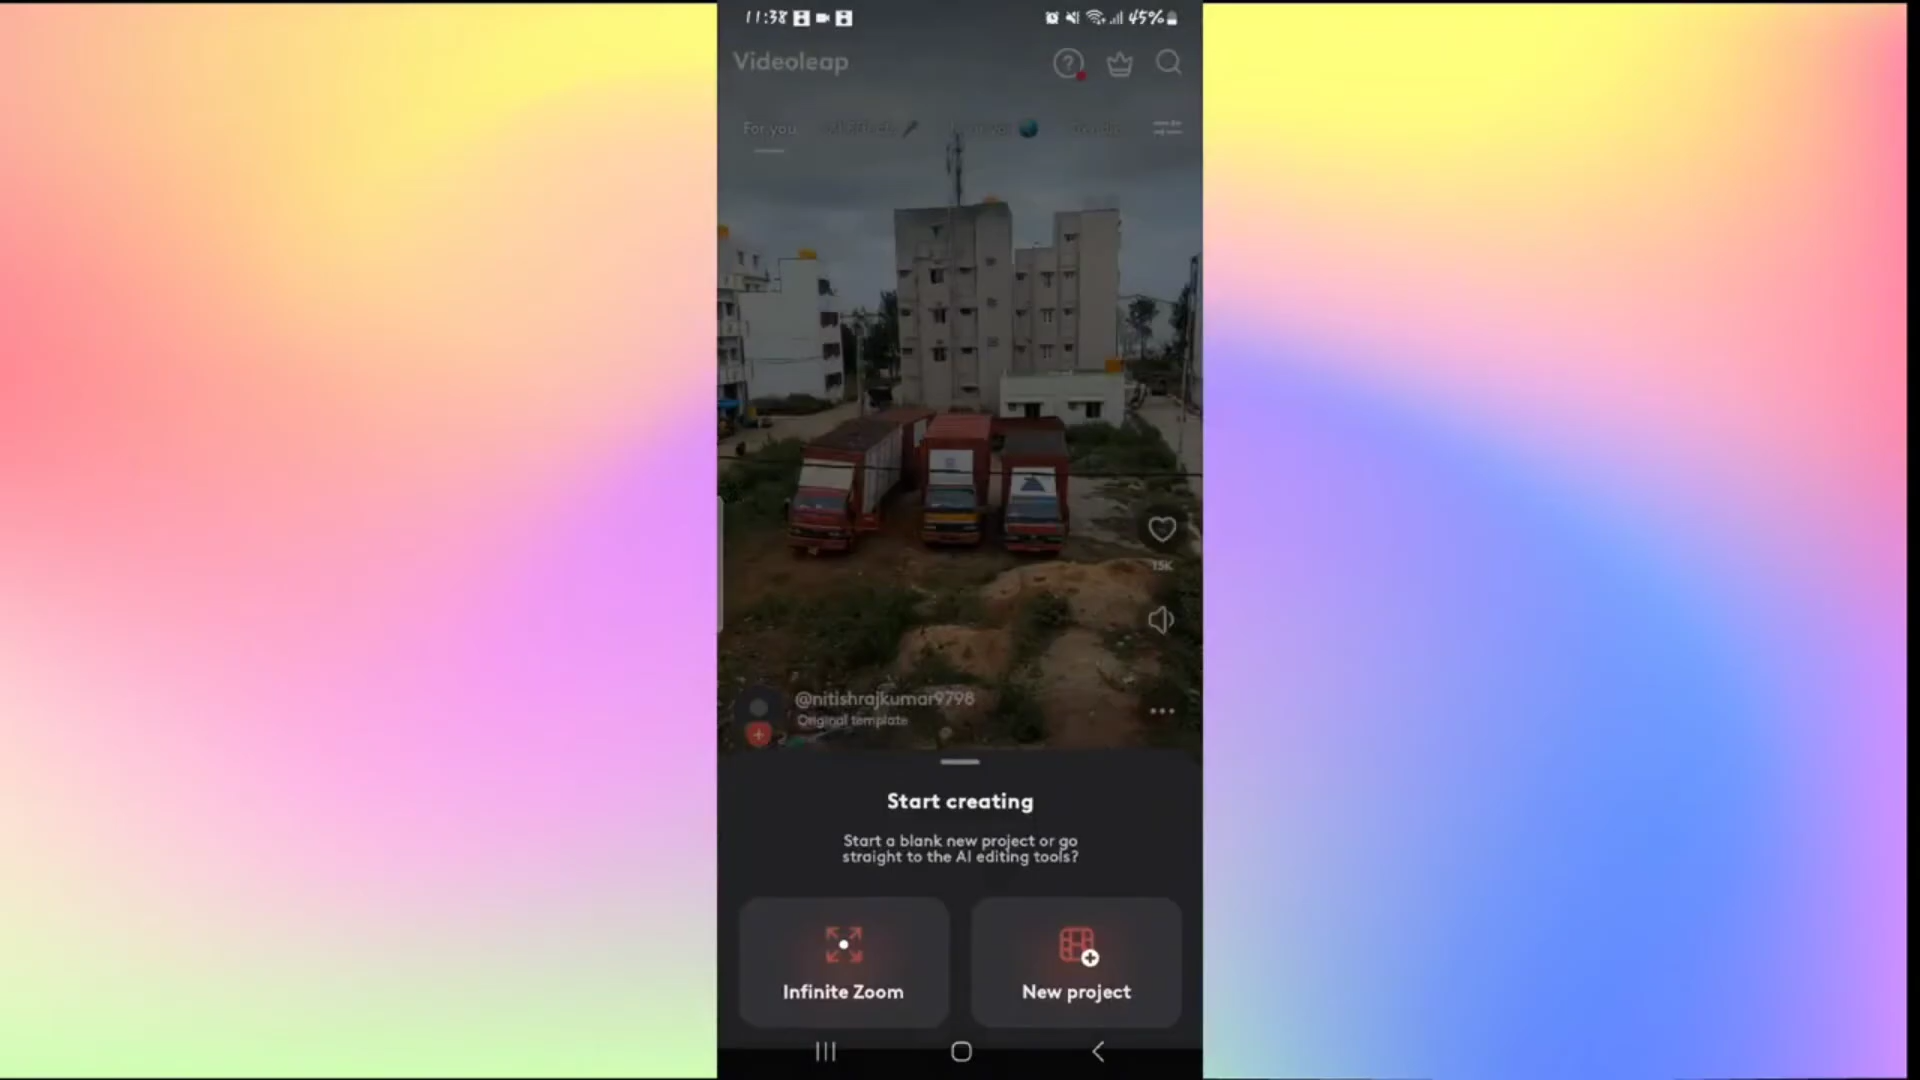 11:38
45%
Videoleap
For you
15K
@nitishrajkumar9798
Original template
Start creating
Start a blank new project or go
straight to the AI editing tools?
Infinite Zoom
New project